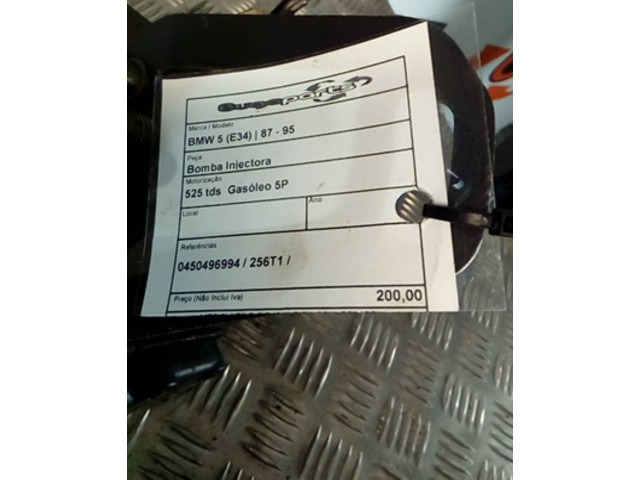 Sugaparts
Marca / Modelo
BMW 5 (E34) | 87 - 95
Peça
Bomba Injectora
Motorização
525 tds Gasóleo 5P
Local
Ano
Referências
0450496994 / 256T1 /
Preço (Não Inclui Iva)
200,00